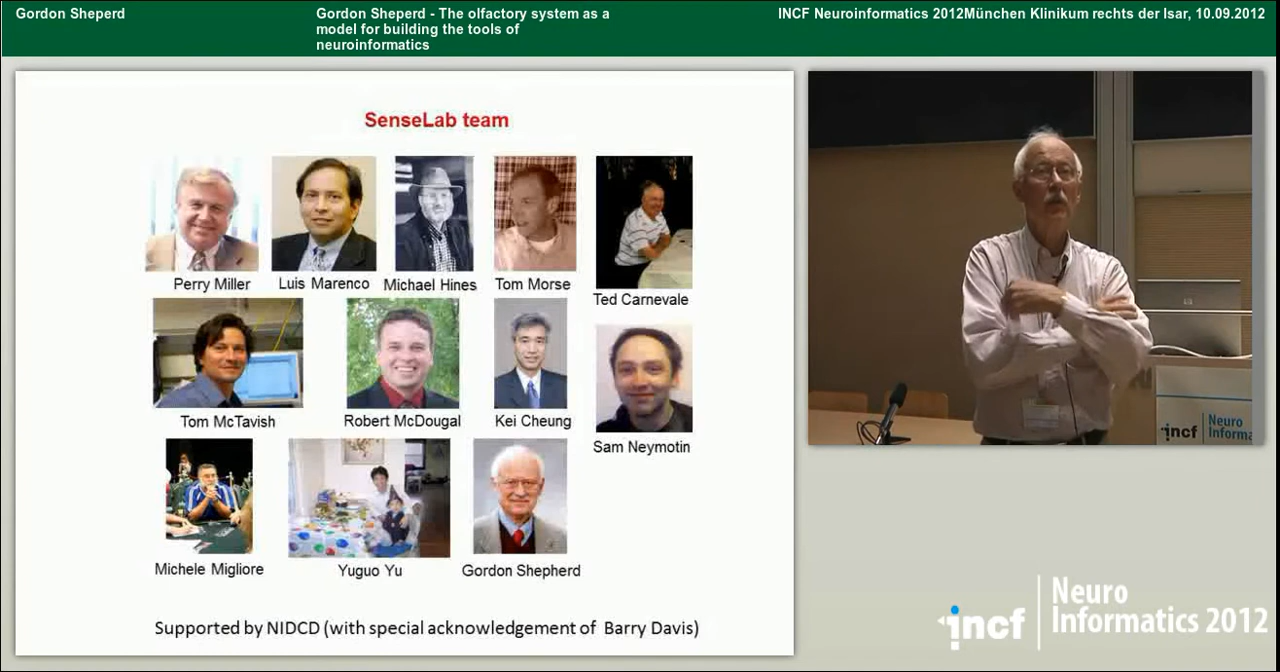 Gordon Sheperd
Gordon Sheperd - The olfactory system as a
model for building the tools of
neuroinformatics
INCF Neuroinformatics 2012München Klinikum rechts der Isar, 10.09.2012
SenseLab team
Perry Miller
Luis Marenco
Michael Hines
Tom Morse
Ted Carnevale
Tom McTavish
Robert McDougal
Kei Cheung
Sam Neymotin
Michele Migliore
Yuguo Yu
Gordon Shepherd
Supported by NIDCD (with special acknowledgement of Barry Davis)
incf
Neuro
Informa
incf
Neuro
Informatics 2012